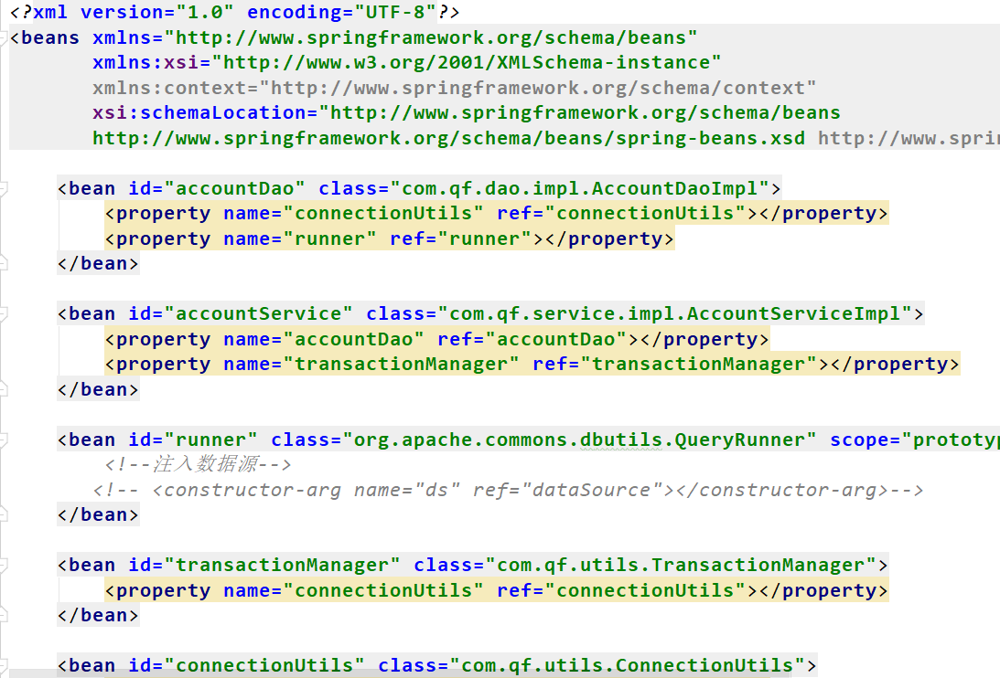 <?xml version="1.0" encoding="UTF-8"?>
<beans xmlns="http://www.springframework.org/schema/beans"
       xmlns:xsi="http://www.w3.org/2001/XMLSchema-instance"
       xmlns:context="http://www.springframework.org/schema/context"
       xsi:schemaLocation="http://www.springframework.org/schema/beans
       http://www.springframework.org/schema/beans/spring-beans.xsd
    <bean id="accountDao" class="com.qf.dao.impl.AccountDaoImpl">
        <property name="connectionUtils" ref="connectionUtils"></property>
        <property name="runner" ref="runner"></property>
    </bean>
    <bean id="accountService" class="com.qf.service.impl.AccountServiceImpl">
        <property name="accountDao" ref="accountDao"></property>
        <property name="transactionManager" ref="transactionManager"></property>
    </bean>
    <bean id="runner" class="org.apache.commons.dbutils.QueryRunner" scope=
        <!--注入数据源-->
       <!-- <constructor-arg name="ds" ref="dataSource"></constructor-arg>-->
    </bean>
    <bean id="transactionManager" class="com.qf.utils.TransactionManager">
        <property name="connectionUtils" ref="connectionUtils"></property>
    </bean>
    <bean id="connectionUtils" class="com.qf.utils.ConnectionUtils">